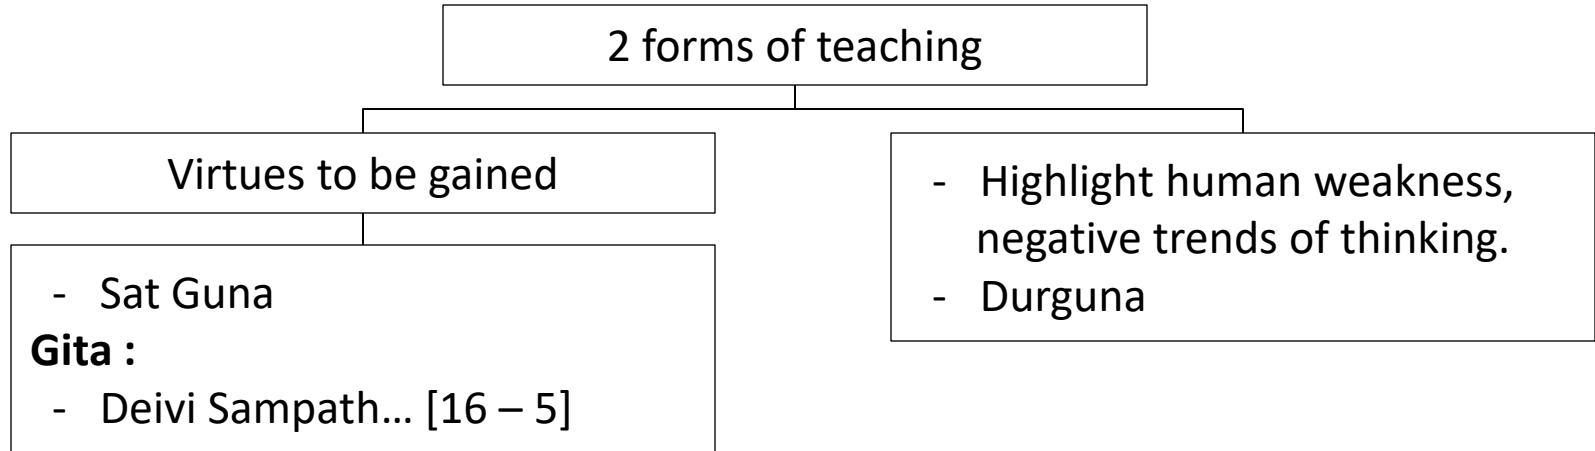 2 forms of teaching
Virtues to be gained
- Sat Guna
Gita :
- Deivi Sampath... [16 – 5]
- Highlight human weakness,
negative trends of thinking.
- Durguna